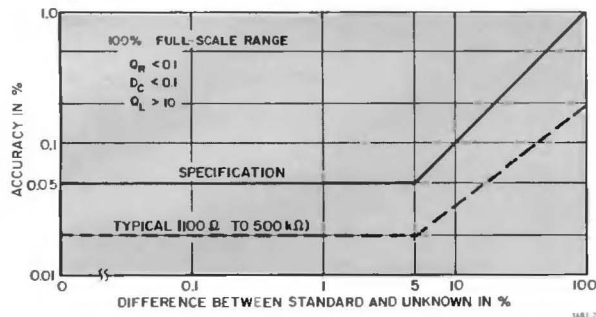 1.0
100% FULL-SCALE RANGE
QR <0.1
DC <0.1
QL >10
ACCURACY IN %
0.1
SPECIFICATION
0.05
TYPICAL (100Ω TO 500 kΩ)
0.01
0
0.1
1
5
10
100
DIFFERENCE BETWEEN STANDARD AND UNKNOWN IN %